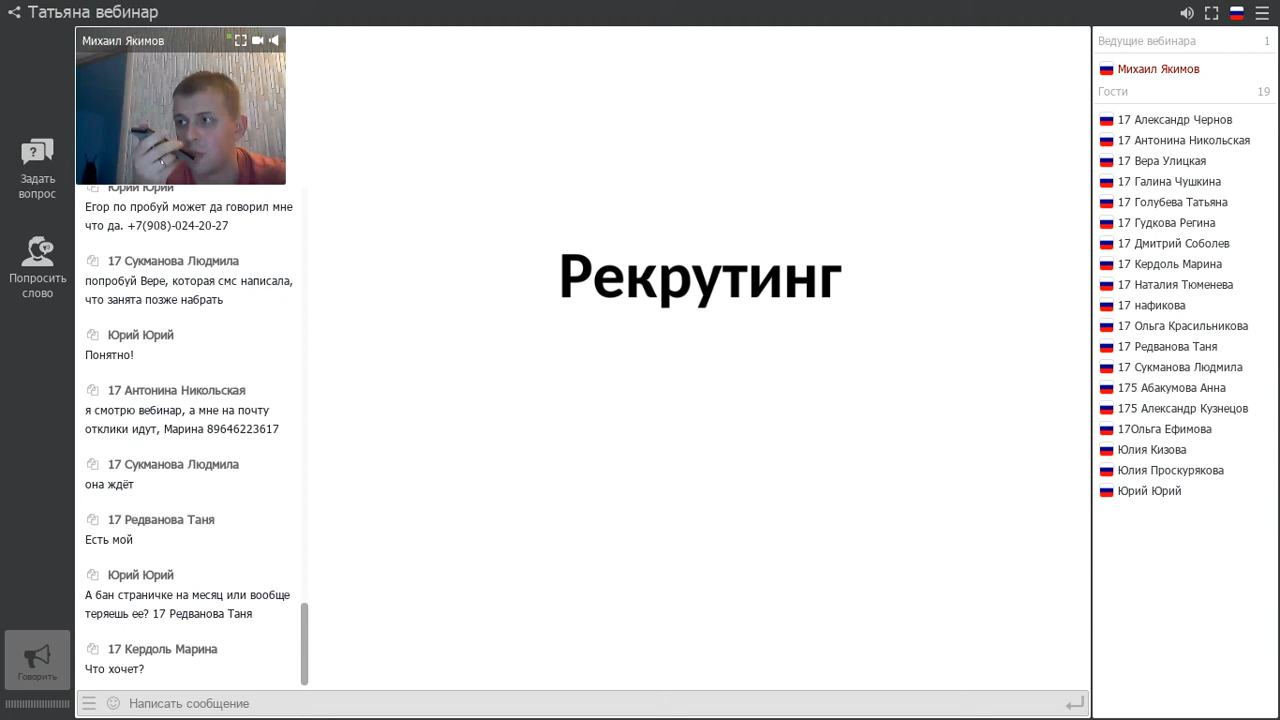 Татьяна вебинар
Михаил Якимов
Задать
вопрос
Попросить
слово
Говорить
Юрий Юрий
Егор по пробуй может да говорил мне
что да. +7(908)-024-20-27
17 Сукманова Людмила
попробуй Вере, которая смс написала,
что занята позже набрать
Юрий Юрий
Понятно!
17 Антонина Никольская
я смотрю вебинар, а мне на почту
отклики идут, Марина 89646223617
17 Сукманова Людмила
она ждёт
17 Редванова Таня
Есть мой
Юрий Юрий
А бан страничке на месяц или вообще
теряешь ее? 17 Редванова Таня
17 Кердоль Марина
Что хочет?
Написать сообщение
Рекрутинг
Ведущие вебинара 1
Михаил Якимов
Гости 19
17 Александр Чернов
17 Антонина Никольская
17 Вера Улицкая
17 Галина Чушкина
17 Голубева Татьяна
17 Гудкова Регина
17 Дмитрий Соболев
17 Кердоль Марина
17 Наталия Тюменева
17 нафикова
17 Ольга Красильникова
17 Редванова Таня
17 Сукманова Людмила
175 Абакумова Анна
175 Александр Кузнецов
17Ольга Ефимова
Юлия Кизова
Юлия Проскурякова
Юрий Юрий